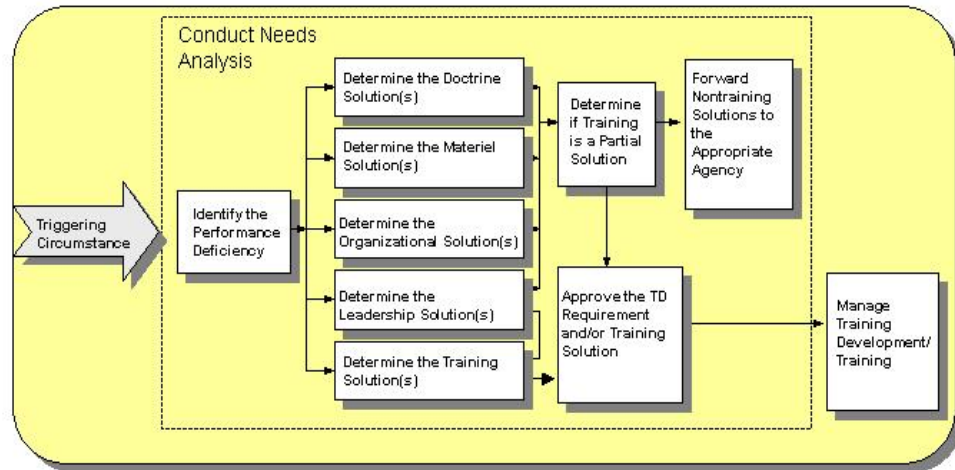 Conduct Needs
Analysis
Triggering
Circumstance
Identify the
Performance
Deficiency
Determine the Doctrine
Solution(s)
Determine the Materiel
Solution(s)
Determine the
Organizational Solution(s)
Determine the
Leadership Solution(s)
Determine the Training
Solution(s)
Determine
if Training
is a Partial
Solution
Forward
Nontraining
Solutions to
the
Appropriate
Agency
Approve the TD
Requirement
and/or Training
Solution
Manage
Training
Development/
Training